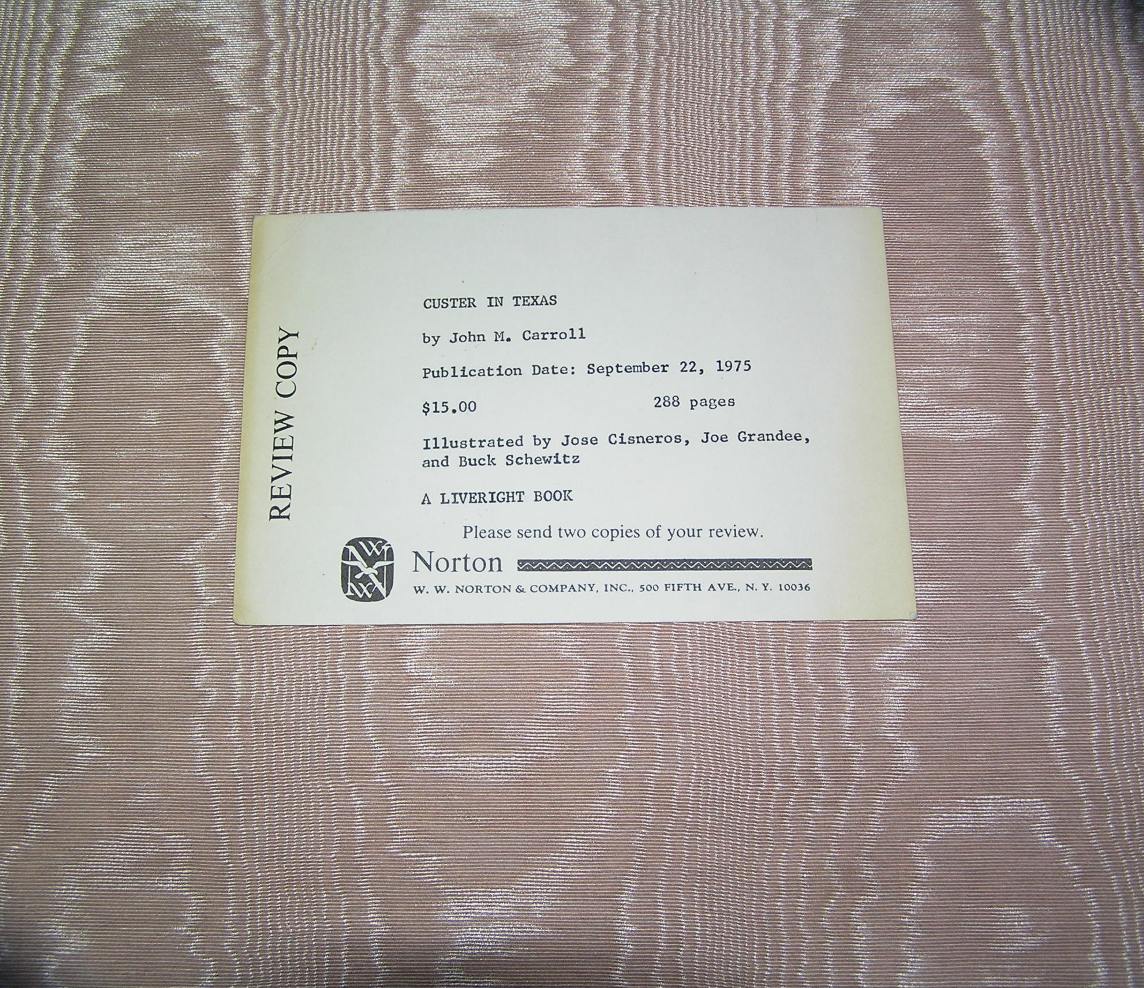 REVIEW COPY
CUSTER IN TEXAS
by John M. Carroll
Publication Date: September 22, 1975
$15.00 288 pages
Illustrated by Jose Cisneros, Joe Grandee,
and Buck Schewitz
A LIVERIGHT BOOK
Please send two copies of your review.
Norton
W. W. NORTON & COMPANY, INC., 500 FIFTH AVE., N. Y. 10036